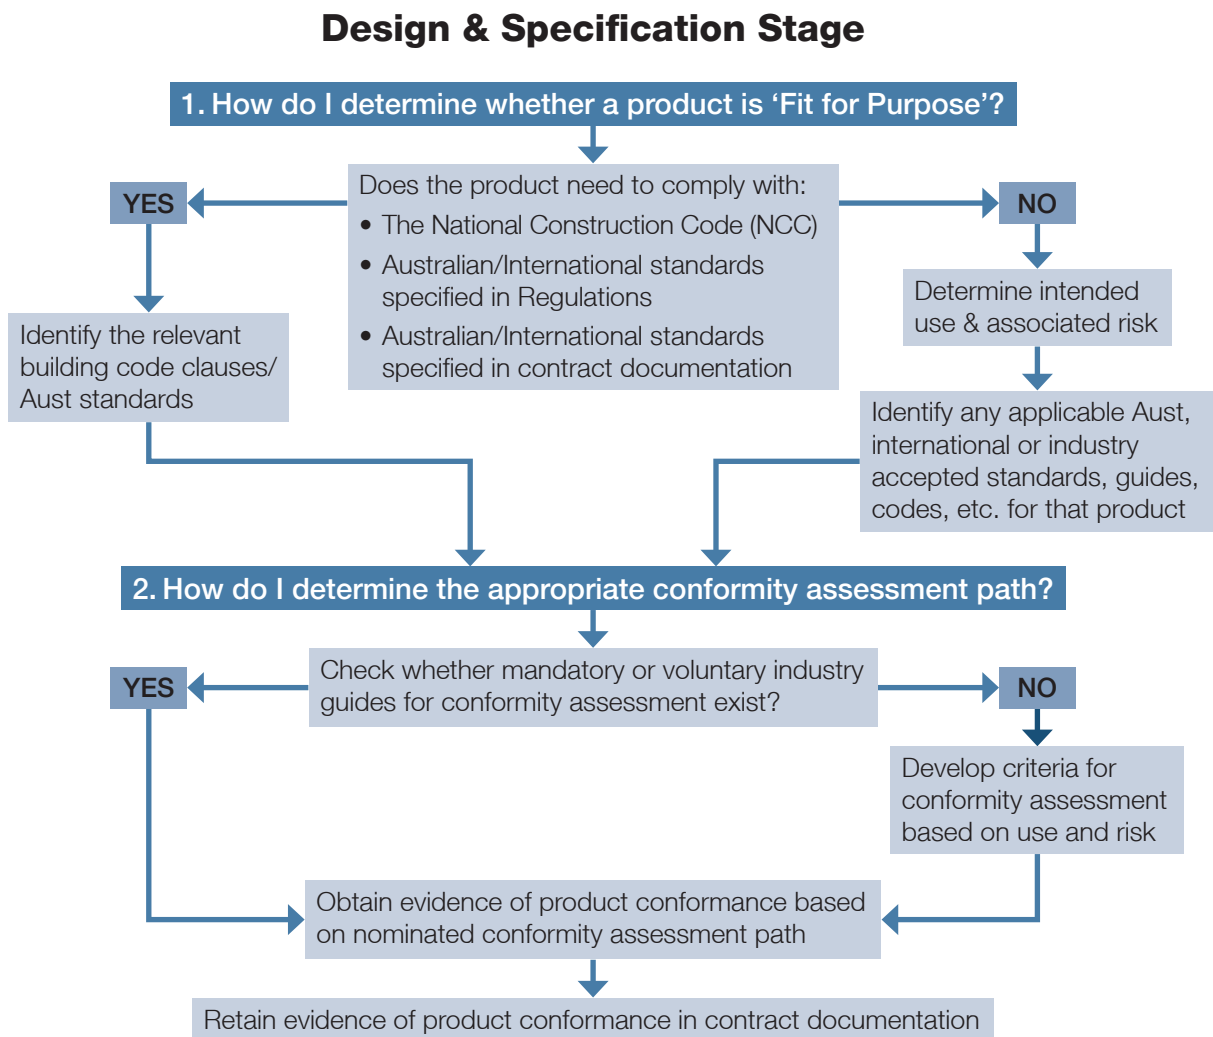 Design & Specification Stage
1. How do I determine whether a product is ‘Fit for Purpose’?
YES
Does the product need to comply with:
• The National Construction Code (NCC)
• Australian/International standards
specified in Regulations
• Australian/International standards
specified in contract documentation
NO
Identify the relevant
building code clauses/
Aust standards
Determine intended
use & associated risk
Identify any applicable Aust,
international or industry
accepted standards, guides,
codes, etc. for that product
2. How do I determine the appropriate conformity assessment path?
YES
Check whether mandatory or voluntary industry
guides for conformity assessment exist?
NO
Develop criteria for
conformity assessment
based on use and risk
Obtain evidence of product conformance based
on nominated conformity assessment path
Retain evidence of product conformance in contract documentation